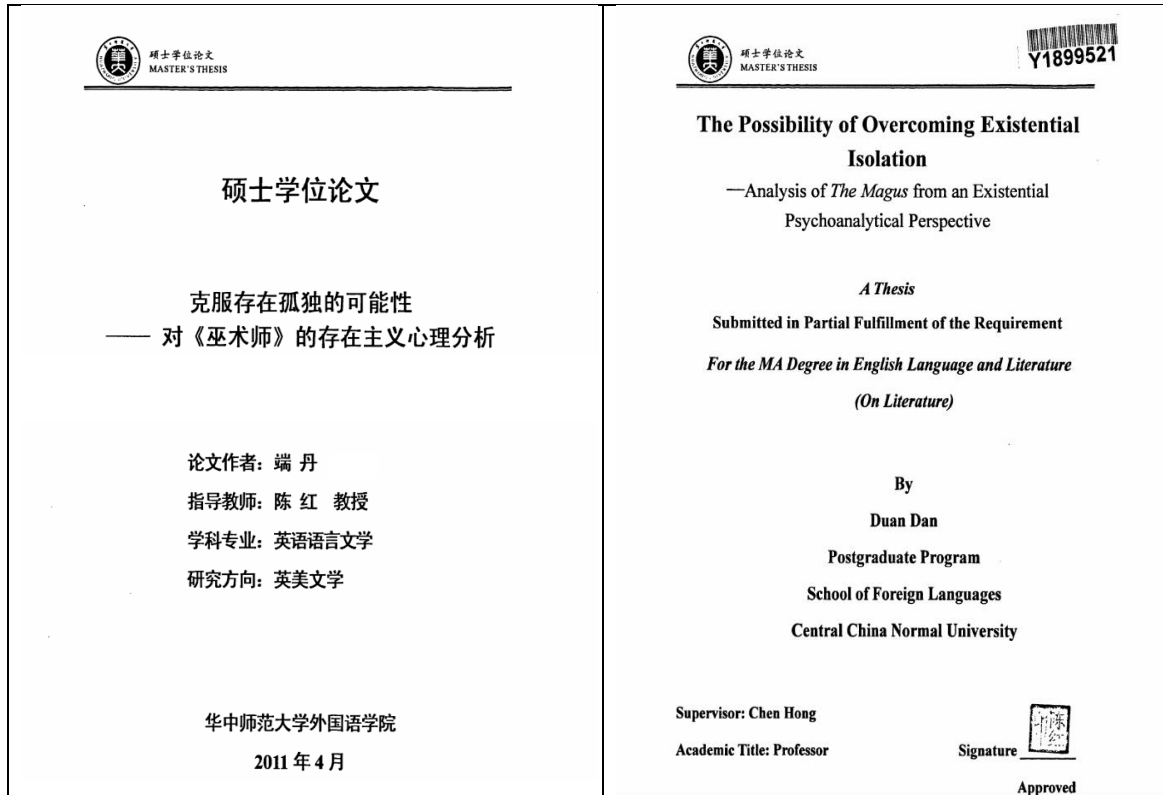 硕士学位论文
MASTER'S THESIS
硕士学位论文
克服存在孤独的可能性
—— 对《巫术师》的存在主义心理分析
论文作者：端 丹
指导教师：陈 红 教授
学科专业：英语语言文学
研究方向：英美文学
华中师范大学外国语学院
2011 年 4 月
硕士学位论文
MASTER'S THESIS
Y1899521
The Possibility of Overcoming Existential
Isolation
—Analysis of The Magus from an Existential
Psychoanalytical Perspective
A Thesis
Submitted in Partial Fulfillment of the Requirement
For the MA Degree in English Language and Literature
(On Literature)
By
Duan Dan
Postgraduate Program
School of Foreign Languages
Central China Normal University
Supervisor: Chen Hong
Academic Title: Professor
Signature
Approved